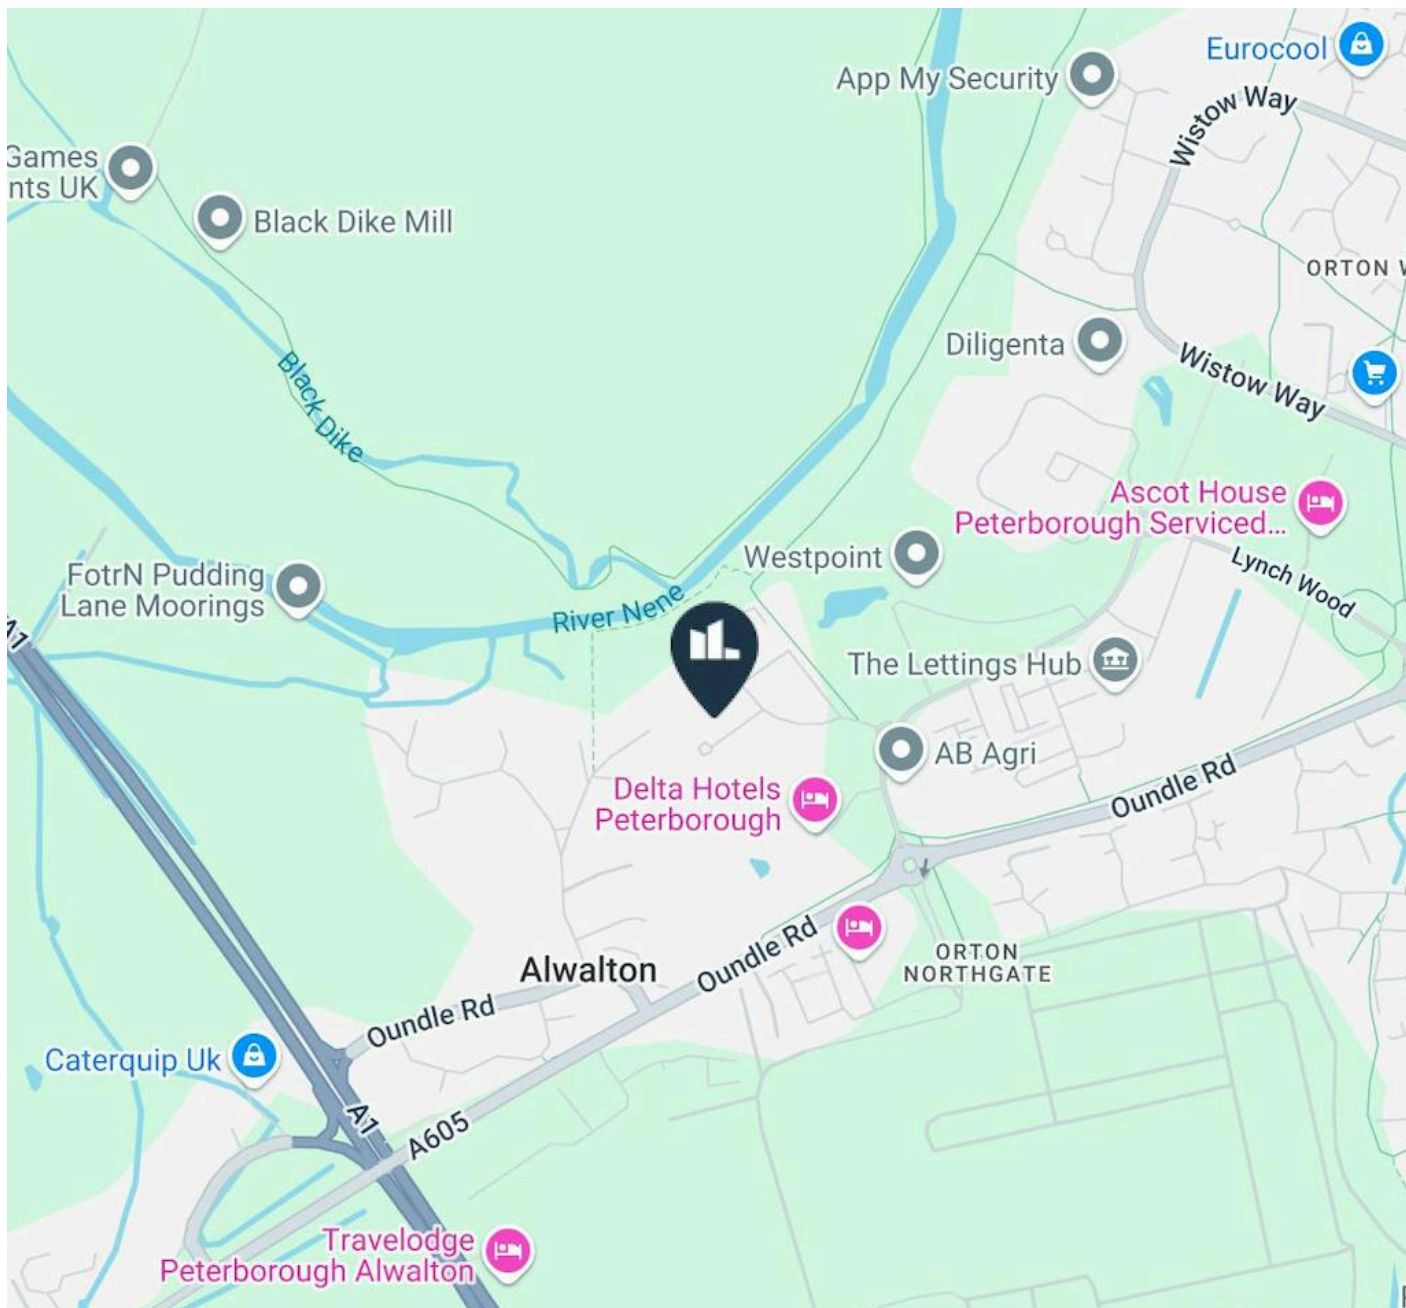 Eurocool
App My Security
Wistow Way
Games
nts UK
Black Dike Mill
ORTON W
Diligenta
Wistow Way
Black Dike
Ascot House
Peterborough Serviced...
Westpoint
Lynch Wood
FotrN Pudding
Lane Moorings
River Nene
A1
The Lettings Hub
AB Agri
Oundle Rd
Delta Hotels
Peterborough
Oundle Rd
ORTON
NORTHGATE
Alwalton
Oundle Rd
Caterquip Uk
A1
A605
Travelodge
Peterborough Alwalton